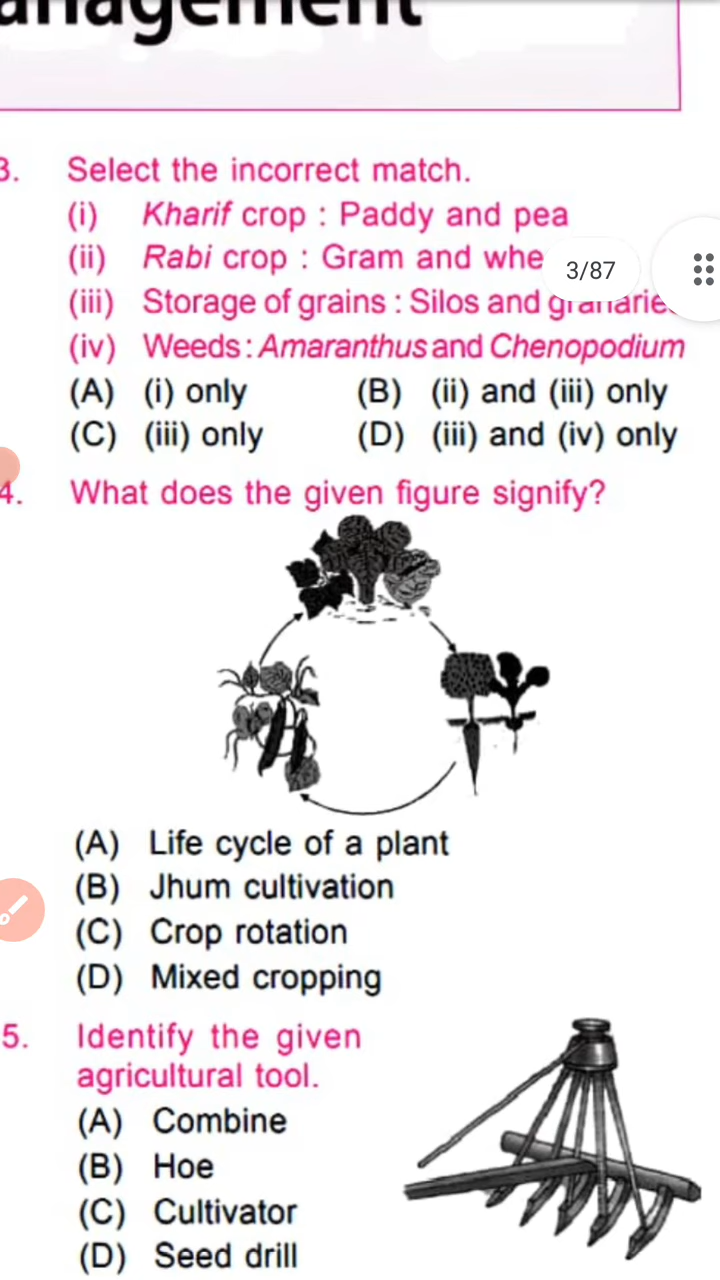 3. Select the incorrect match.
(i) Kharif crop : Paddy and pea
(ii) Rabi crop : Gram and
3/87
(iii) Storage of grains : Silos and
(iv) Weeds : Amaranthus and Chenopodium
(A) (i) only (B) (ii) and (iii) only
(C) (iii) only (D) (iii) and (iv) only
4. What does the given figure signify?
(A) Life cycle of a plant
(B) Jhum cultivation
(C) Crop rotation
(D) Mixed cropping
5. Identify the given
agricultural tool.
(A) Combine
(B) Hoe
(C) Cultivator
(D) Seed drill